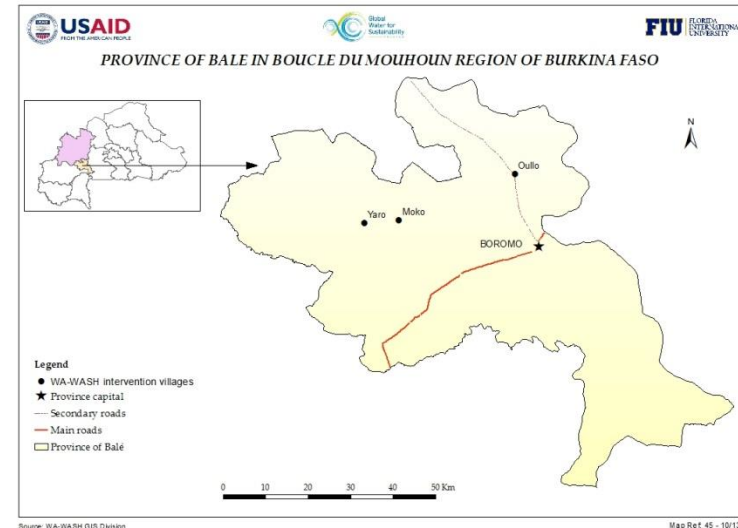 USAID
FROM THE AMERICAN PEOPLE
Global
Water for
Sustainability
FIU
FLORIDA
INTERNATIONAL
UNIVERSITY
PROVINCE OF BALE IN BOUCLE DU MOUHOUN REGION OF BURKINA FASO
N
Oullo
Yaro
Moko
BOROMO
Legend
WA-WASH intervention villages
Province capital
Secondary roads
Main roads
Province of Balé
0 10 20 30 40 50 Km
Source: WA-WASH GIS Division
Map Ref: 45 - 10/13